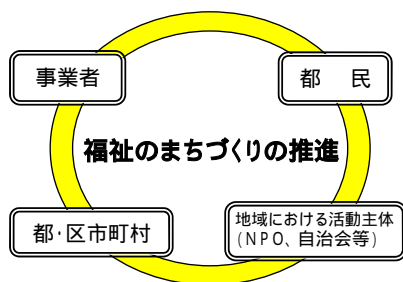 事業者
都　民
福祉のまちづくりの推進
都・区市町村
地域における活動主体
(NPO、自治会等)